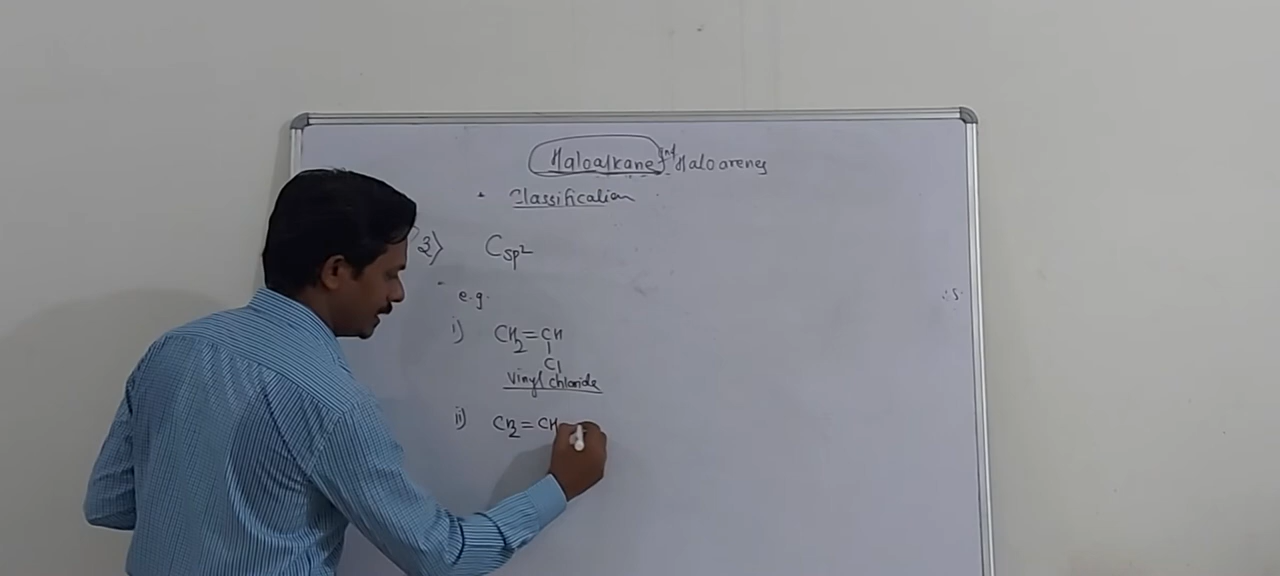 Haloalkane and Haloarenes
* Classification
3) Csp2
e.g.
i) CH2=CH
Cl
Vinyl chloride
ii) CH2=CH